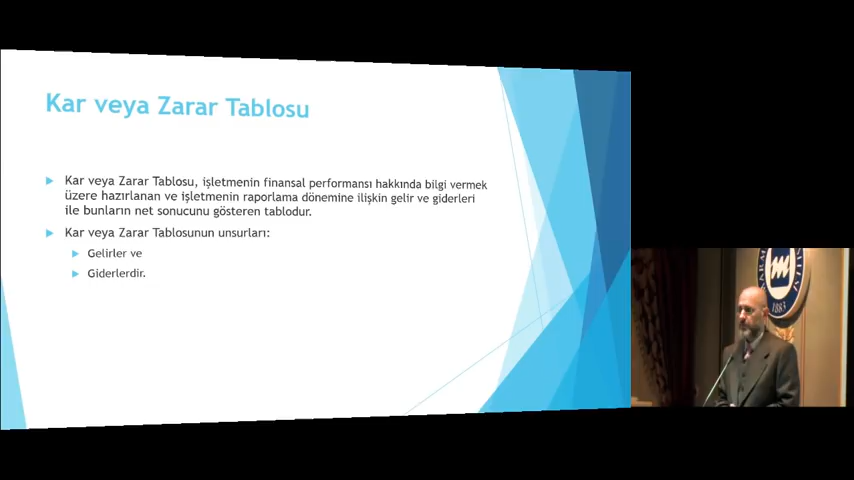 Kar veya Zarar Tablosu
Kar veya Zarar Tablosu, işletmenin finansal performansı hakkında bilgi vermek
üzere hazırlanan ve işletmenin raporlama dönemine ilişkin gelir ve giderleri
ile bunların net sonucunu gösteren tablodur.
Kar veya Zarar Tablosunun unsurları:
Gelirler ve
Giderlerdir.
1883